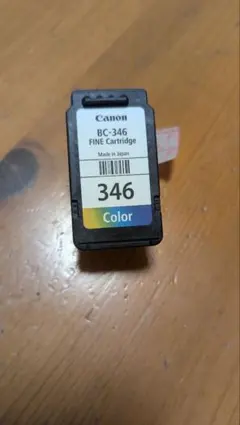 Canon
BC-346
FINE Cartridge
Made in Japan
346
Color